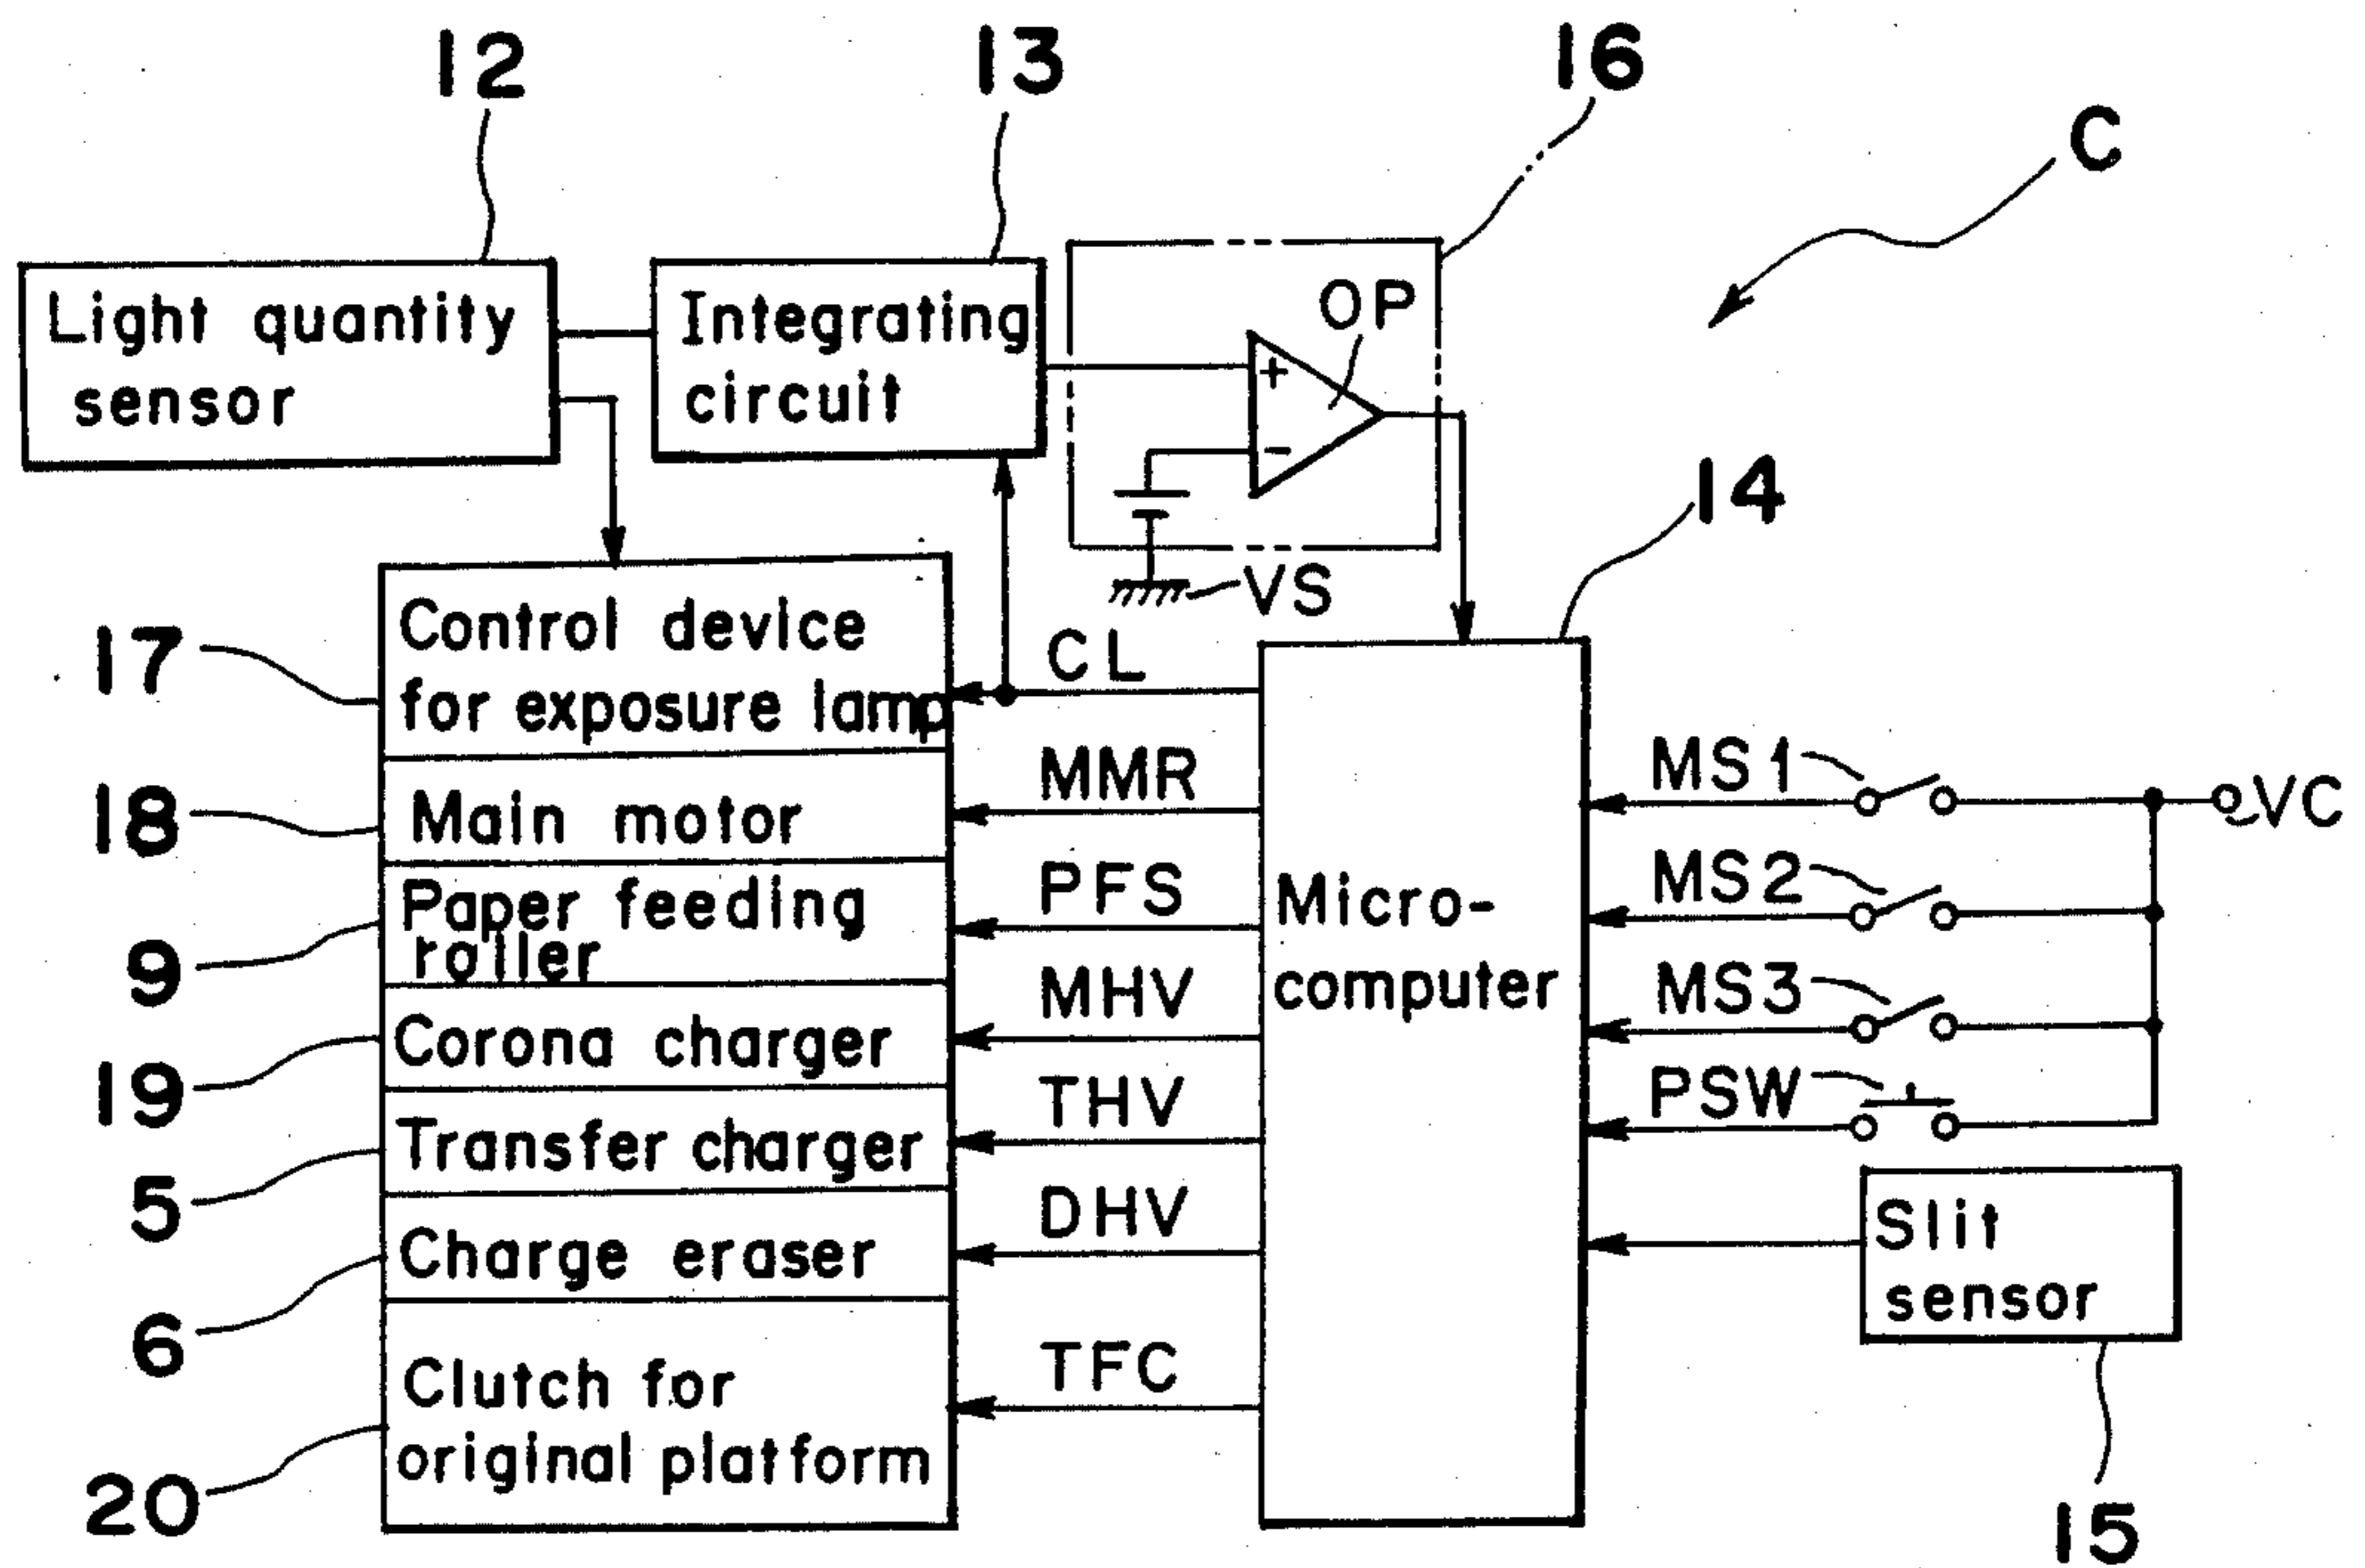 12
13
16
C
Light quantity
sensor
Integrating
circuit
OP
+
-
VS
14
17
Control device
for exposure lamp
CL
18
Main motor
MMR
9
Paper feeding
roller
PFS
19
Corona charger
MHV
5
Transfer charger
THV
6
Charge eraser
DHV
20
Clutch for
original platform
TFC
Micro-
computer
MS1
VC
MS2
MS3
PSW
Slit
sensor
15